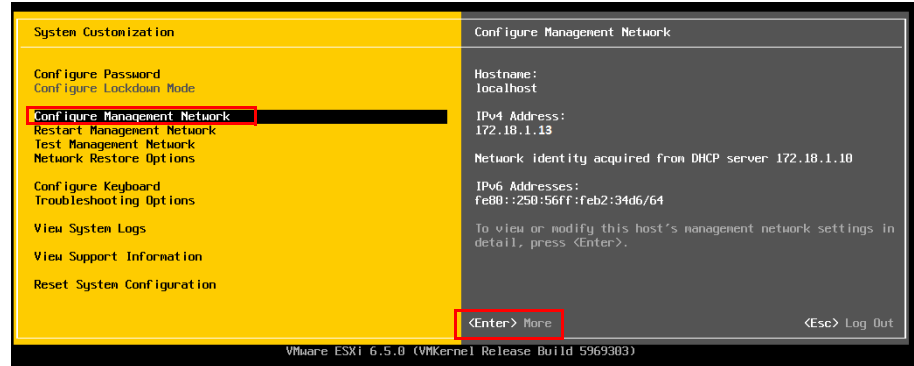 System Customization
Configure Password
Configure Lockdown Mode
Configure Management Network
Restart Management Network
Test Management Network
Network Restore Options
Configure Keyboard
Troubleshooting Options
View System Logs
View Support Information
Reset System Configuration
Configure Management Network
Hostname:
localhost
IPv4 Address:
172.18.1.13
Network identity acquired from DHCP server 172.18.1.10
IPv6 Addresses:
fe80::250:56ff:feb2:34d6/64
To view or modify this host's management network settings in
detail, press <Enter>.
<Enter> More
<Esc> Log Out
VMware ESXi 6.5.0 (VMKernel Release Build 5969303)